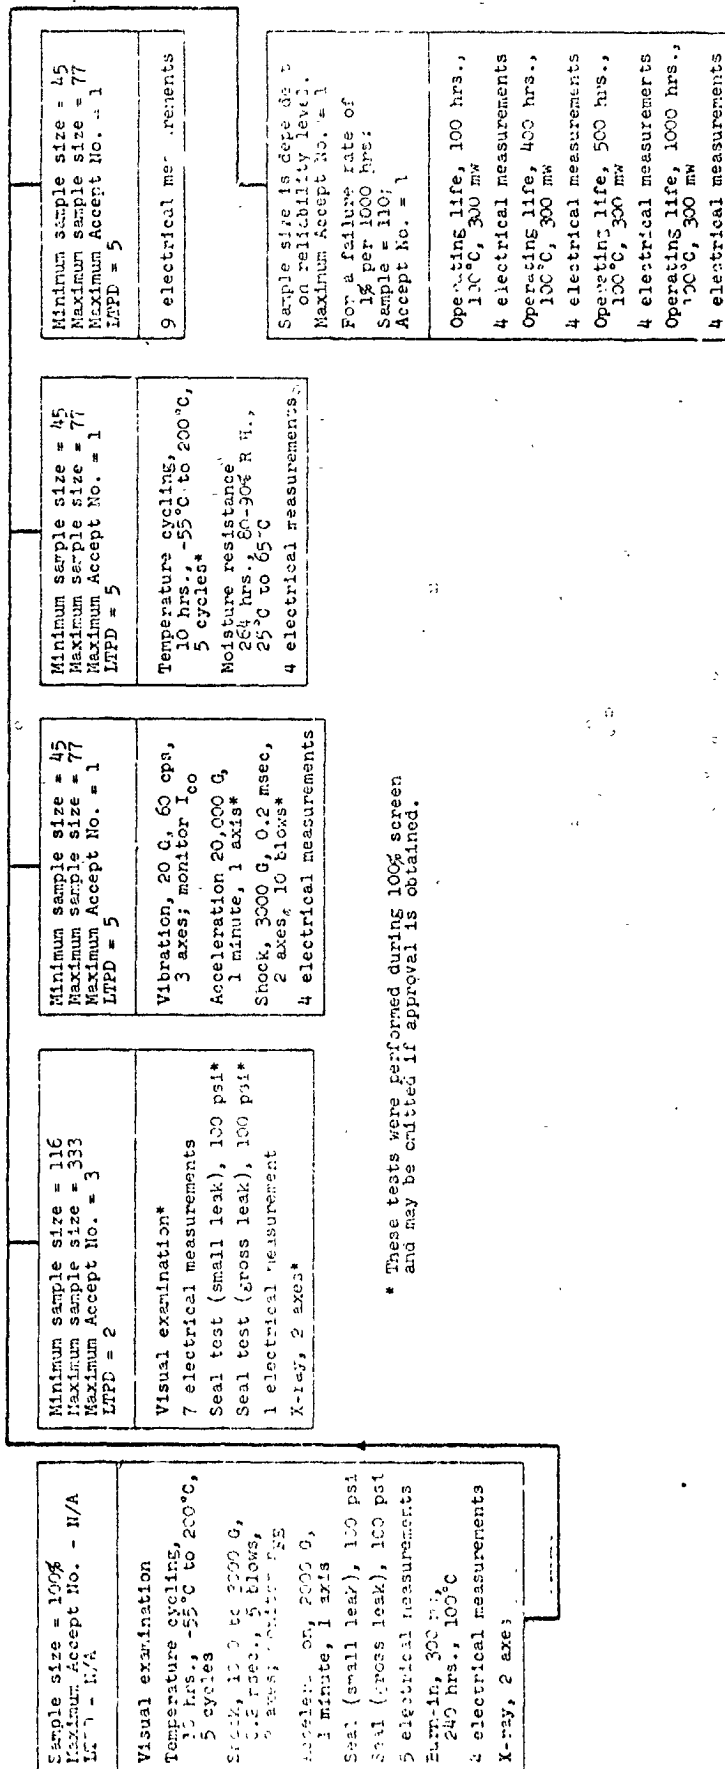 Sample size = 100%
Maximum Accept No. - N/A
- N/A
Visual examination
Temperature cycling,
hrs., -55°C to 200°C,
5 cycles
to G,
5 blows,
axes;
on, G,
1 minute, 1 axis
Seal (small leak), 100 psi
Seal (gross leak), 100 psi
5 electrical measurements
Burn-in, 300
240 hrs., 100°C
electrical measurements
X-ray, 2 axes
Minimum sample size = 116
Maximum sample size = 333
Maximum Accept No. = 3
LTPD = 2
Visual examination*
7 electrical measurements
Seal test (small leak), 100 psi*
Seal test (gross leak), 100 psi*
1 electrical measurement
X-ray, 2 axes*
Minimum sample size = 45
Maximum sample size = 77
Maximum Accept No. = 1
LTPD = 5
Vibration, 20 G, 60 cps,
3 axes; monitor Ico
Acceleration 20,000 G,
1 minute, 1 axis*
Shock, 3000 G, 0.2 msec,
2 axes, 10 blows*
4 electrical measurements
Minimum sample size = 45
Maximum sample size = 77
Maximum Accept No. = 1
LTPD = 5
Temperature cycling,
10 hrs., -55°C to 200°C,
5 cycles*
Moisture resistance
264 hrs., 80-90% R H.,
25°C to 65°C
4 electrical measurements
Minimum sample size = 45
Maximum sample size = 77
Maximum Accept No. = 1
LTPD = 5
9 electrical
Sample size is
on reliability level.
Maximum Accept No. = 1
For a failure rate of
1% per 1000 hrs:
Sample = 110;
Accept No. = 1
Operating life, 100 hrs.,
100°C, 300 mw
4 electrical measurements
Operating life, 400 hrs.,
100°C, 300 mw
4 electrical measurements
Operating life, 500 hrs.,
100°C, 300 mw
4 electrical measurements
Operating life, 1000 hrs.,
100°C, 300 mw
4 electrical measurements
* These tests were performed during 100% screen
and may be omitted if approval is obtained.